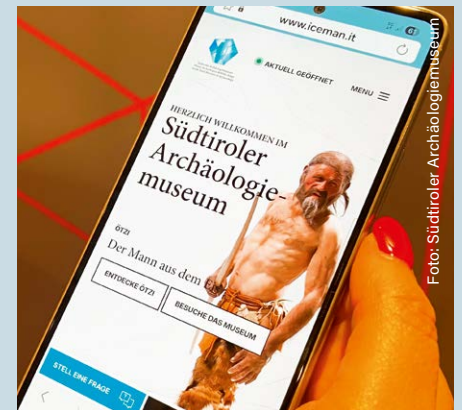 www.iceman.it
AKTUELL GEÖFFNET
MENU
HERZLICH WILLKOMMEN IM
Südtiroler
Archäologie-
museum
ÖTZI
Der Mann aus dem
ENTDECKE ÖTZI
BESUCHE DAS MUSEUM
STELL EINE FRAGE
Foto: Südtiroler Archäologiemuseum